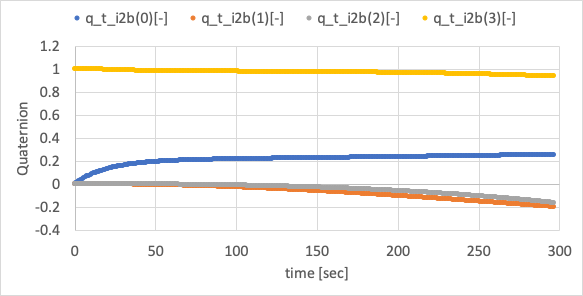 q_t_i2b(0)[-] q_t_i2b(1)[-] q_t_i2b(2)[-] q_t_i2b(3)[-]
1.2
1
0.8
0.6
0.4
0.2
0
-0.2
-0.4
Quaternion
0 50 100 150 200 250 300
time [sec]